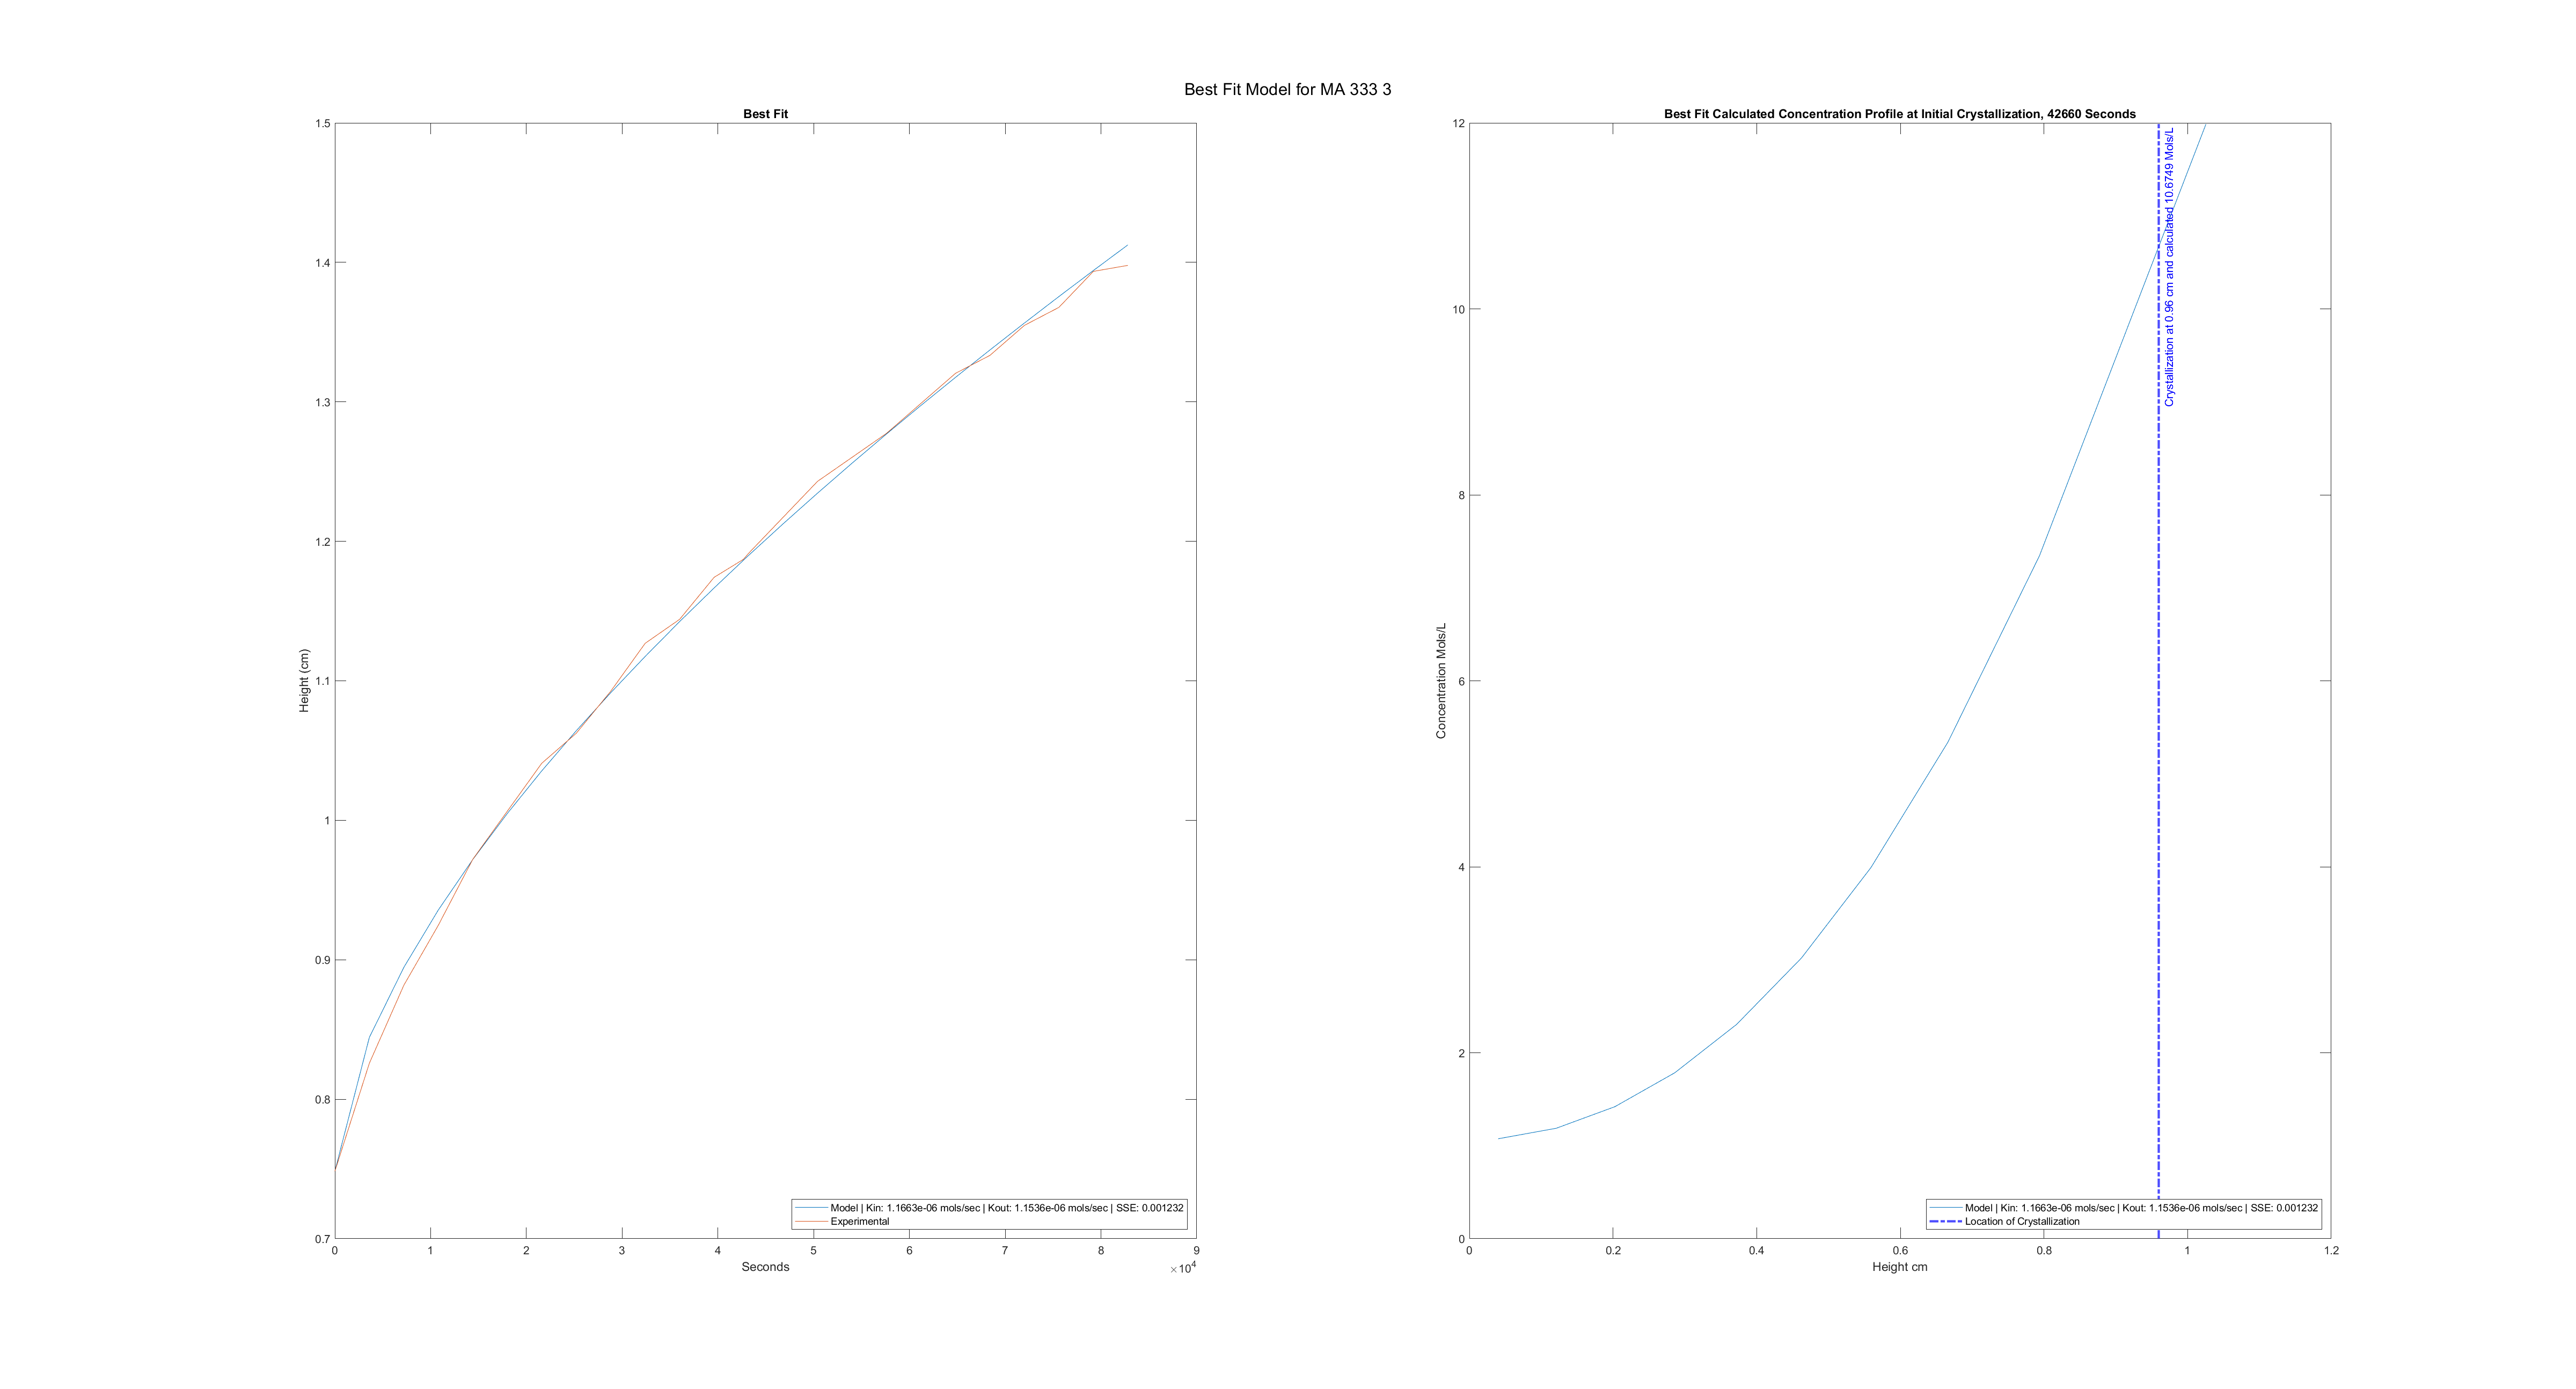 Best Fit Model for MA 333 3
Best Fit
1.5
1.4
1.3
1.2
1.1
1
0.9
0.8
0.7
Height (cm)
0 1 2 3 4 5 6 7 8 9
×10^4
Seconds
Model | Kin: 1.1663e-06 mols/sec | Kout: 1.1536e-06 mols/sec | SSE: 0.001232
Experimental
Best Fit Calculated Concentration Profile at Initial Crystallization, 42660 Seconds
12
10
8
6
4
2
0
Concentration Mols/L
Crystallization at 0.96 cm and calculated 10.6749 Mols/L
0 0.2 0.4 0.6 0.8 1 1.2
Height cm
Model | Kin: 1.1663e-06 mols/sec | Kout: 1.1536e-06 mols/sec | SSE: 0.001232
Location of Crystallization